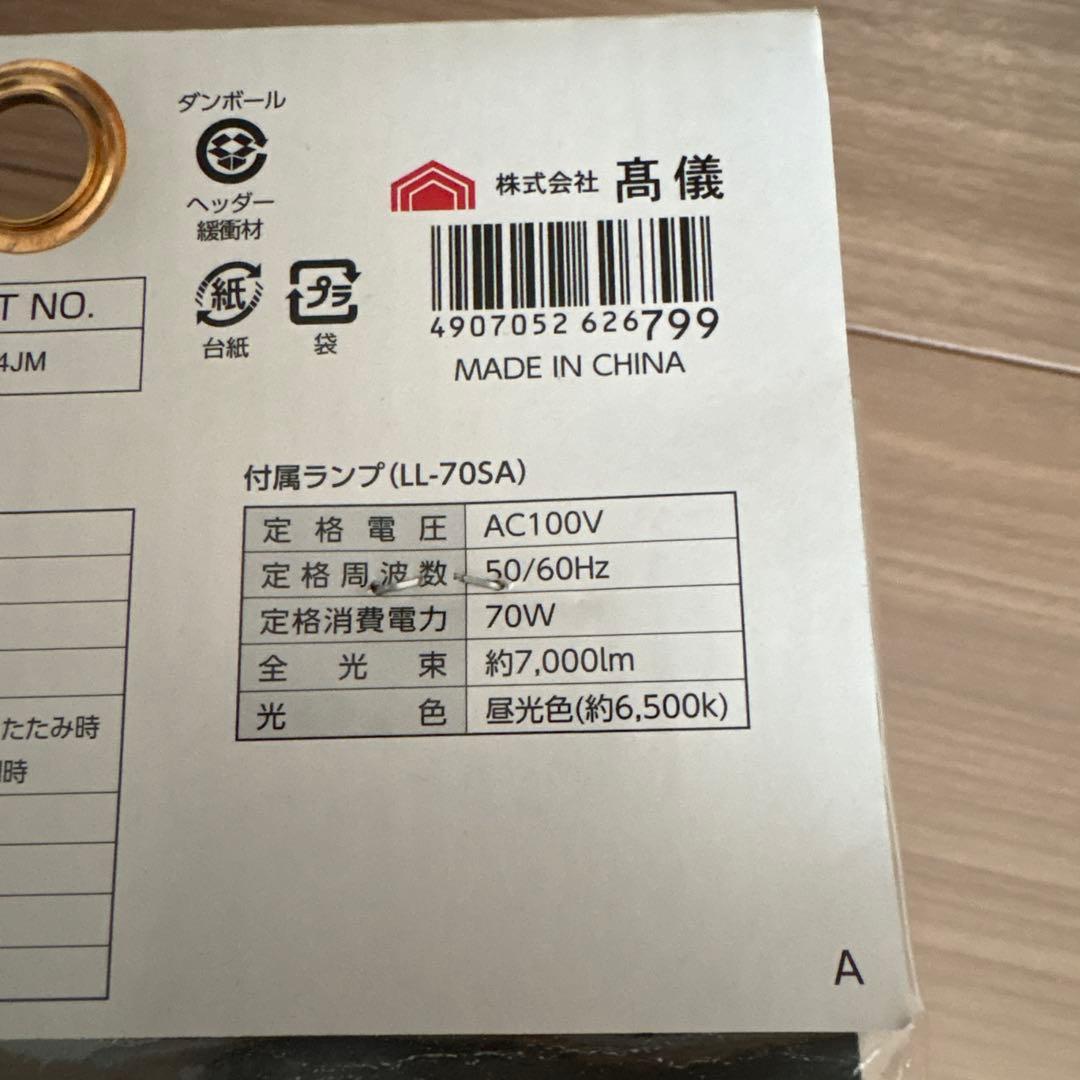 ダンボール
ヘッダー
緩衝材
紙
台紙
プラ
袋
株式会社 髙儀
4907052 626799
MADE IN CHINA
T NO.
4JM
たたみ時
時
付属ランプ(LL-70SA)
定格電圧 AC100V
定格周波数 50/60Hz
定格消費電力 70W
全光束 約7,000lm
光色 昼光色(約6,500k)
A